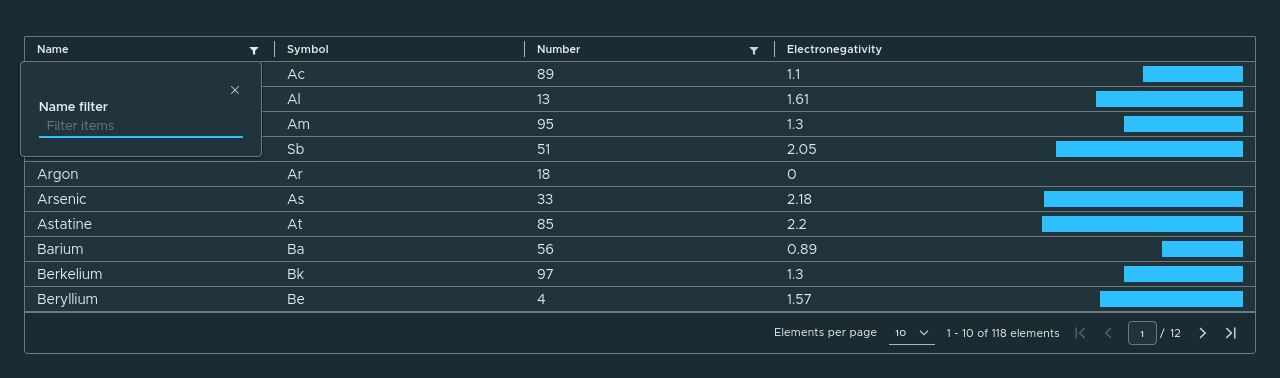 Name Symbol Number Electronegativity
Ac 89 1.1
Name filter
Filter items
Al 13 1.61
Am 95 1.3
Sb 51 2.05
Argon Ar 18 0
Arsenic As 33 2.18
Astatine At 85 2.2
Barium Ba 56 0.89
Berkelium Bk 97 1.3
Beryllium Be 4 1.57
Elements per page 10 1 - 10 of 118 elements 1 / 12